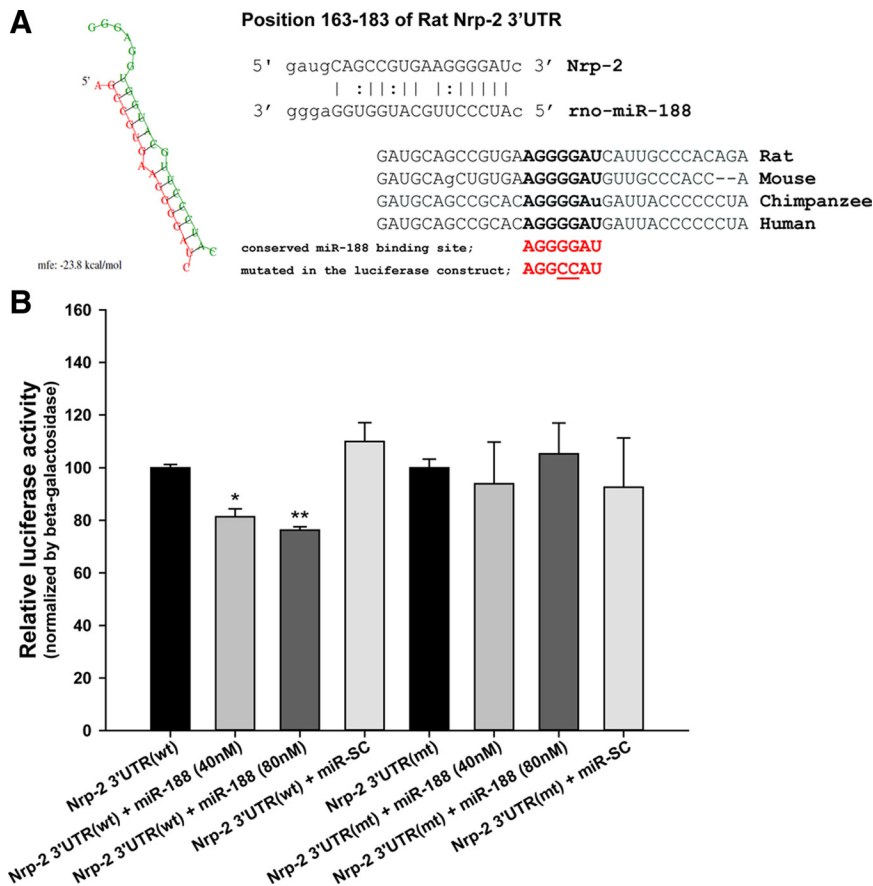 A
Position 163-183 of Rat Nrp-2 3'UTR
5' gaugCAGCCGUGAAGGGGAUc 3' Nrp-2
| :||:|| |:||||||
3' gggaGGUGGUACGUUCCCUAc 5' rno-miR-188
GAUGCAGCCGUGAAGGGGAUCAUUGCCCACAGA Rat
GAUGCAgCUGUGAAGGGGAUGUUGCCCACC--A Mouse
GAUGCAGCCGCACAGGGGAuGAUUACCCCCCUA Chimpanzee
GAUGCAGCCGCACAGGGGAUGAUUACCCCCCUA Human
conserved miR-188 binding site; AGGGGAU
mutated in the luciferase construct; AGGCCAU
5'
mfe: -23.8 kcal/mol
B
Relative luciferase activity
(normalized by beta-galactosidase)
160
140
120
100
80
60
40
20
0
*
**
Nrp-2 3'UTR(wt)
Nrp-2 3'UTR(wt) + miR-188 (40nM)
Nrp-2 3'UTR(wt) + miR-188 (80nM)
Nrp-2 3'UTR(wt) + miR-SC
Nrp-2 3'UTR(mt)
Nrp-2 3'UTR(mt) + miR-188 (40nM)
Nrp-2 3'UTR(mt) + miR-188 (80nM)
Nrp-2 3'UTR(mt) + miR-SC